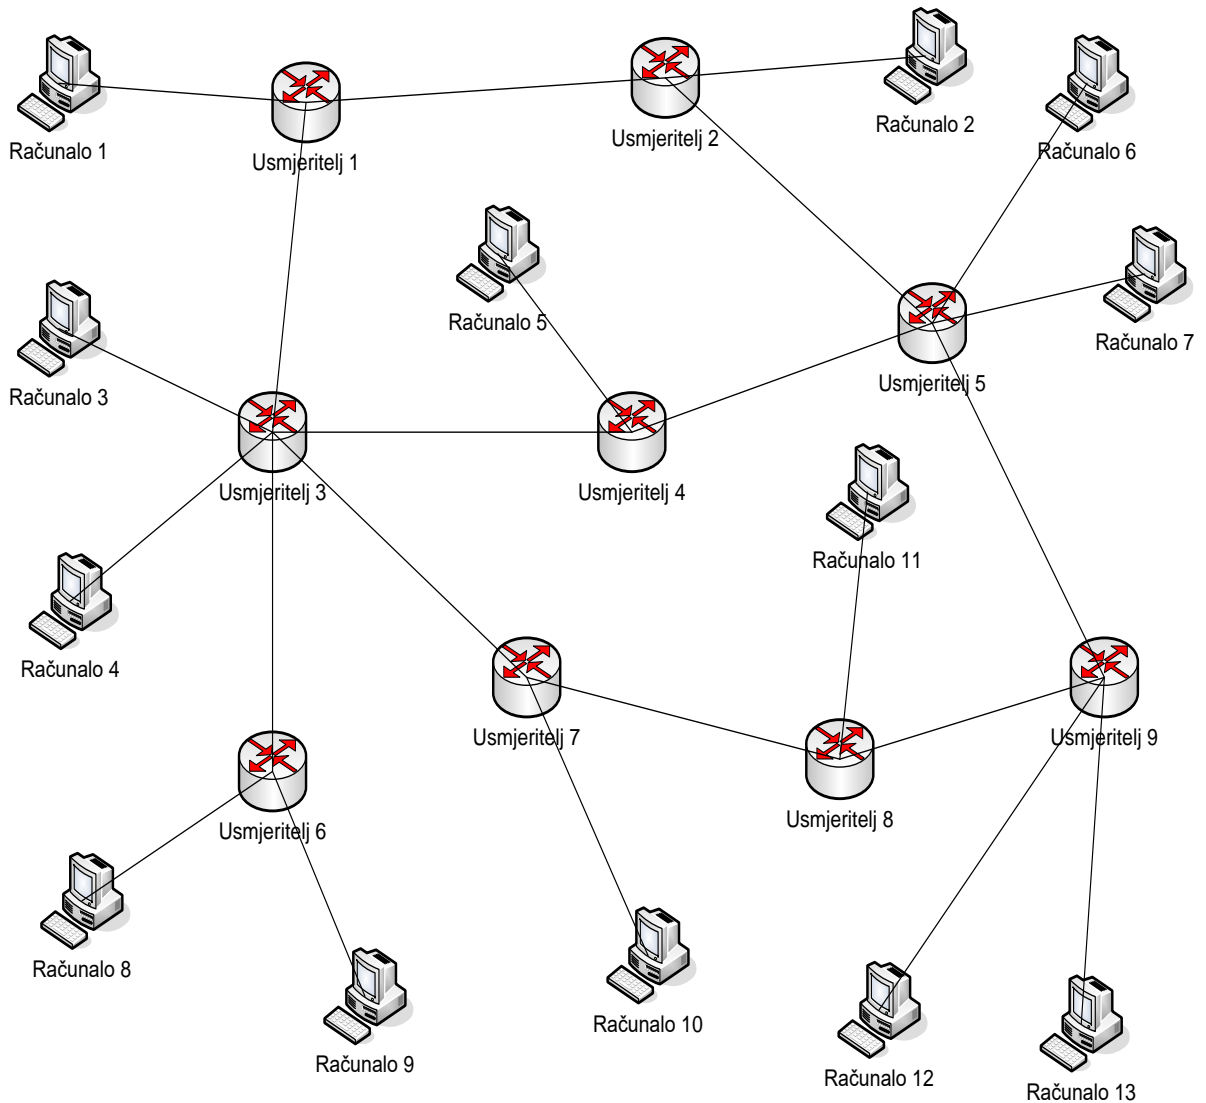 Računalo 1
Usmjeritelj 1
Usmjeritelj 2
Računalo 2
Računalo 6
Računalo 5
Računalo 7
Računalo 3
Usmjeritelj 5
Usmjeritelj 3
Usmjeritelj 4
Računalo 11
Računalo 4
Usmjeritelj 7
Usmjeritelj 9
Usmjeritelj 6
Usmjeritelj 8
Računalo 8
Računalo 9
Računalo 10
Računalo 12
Računalo 13